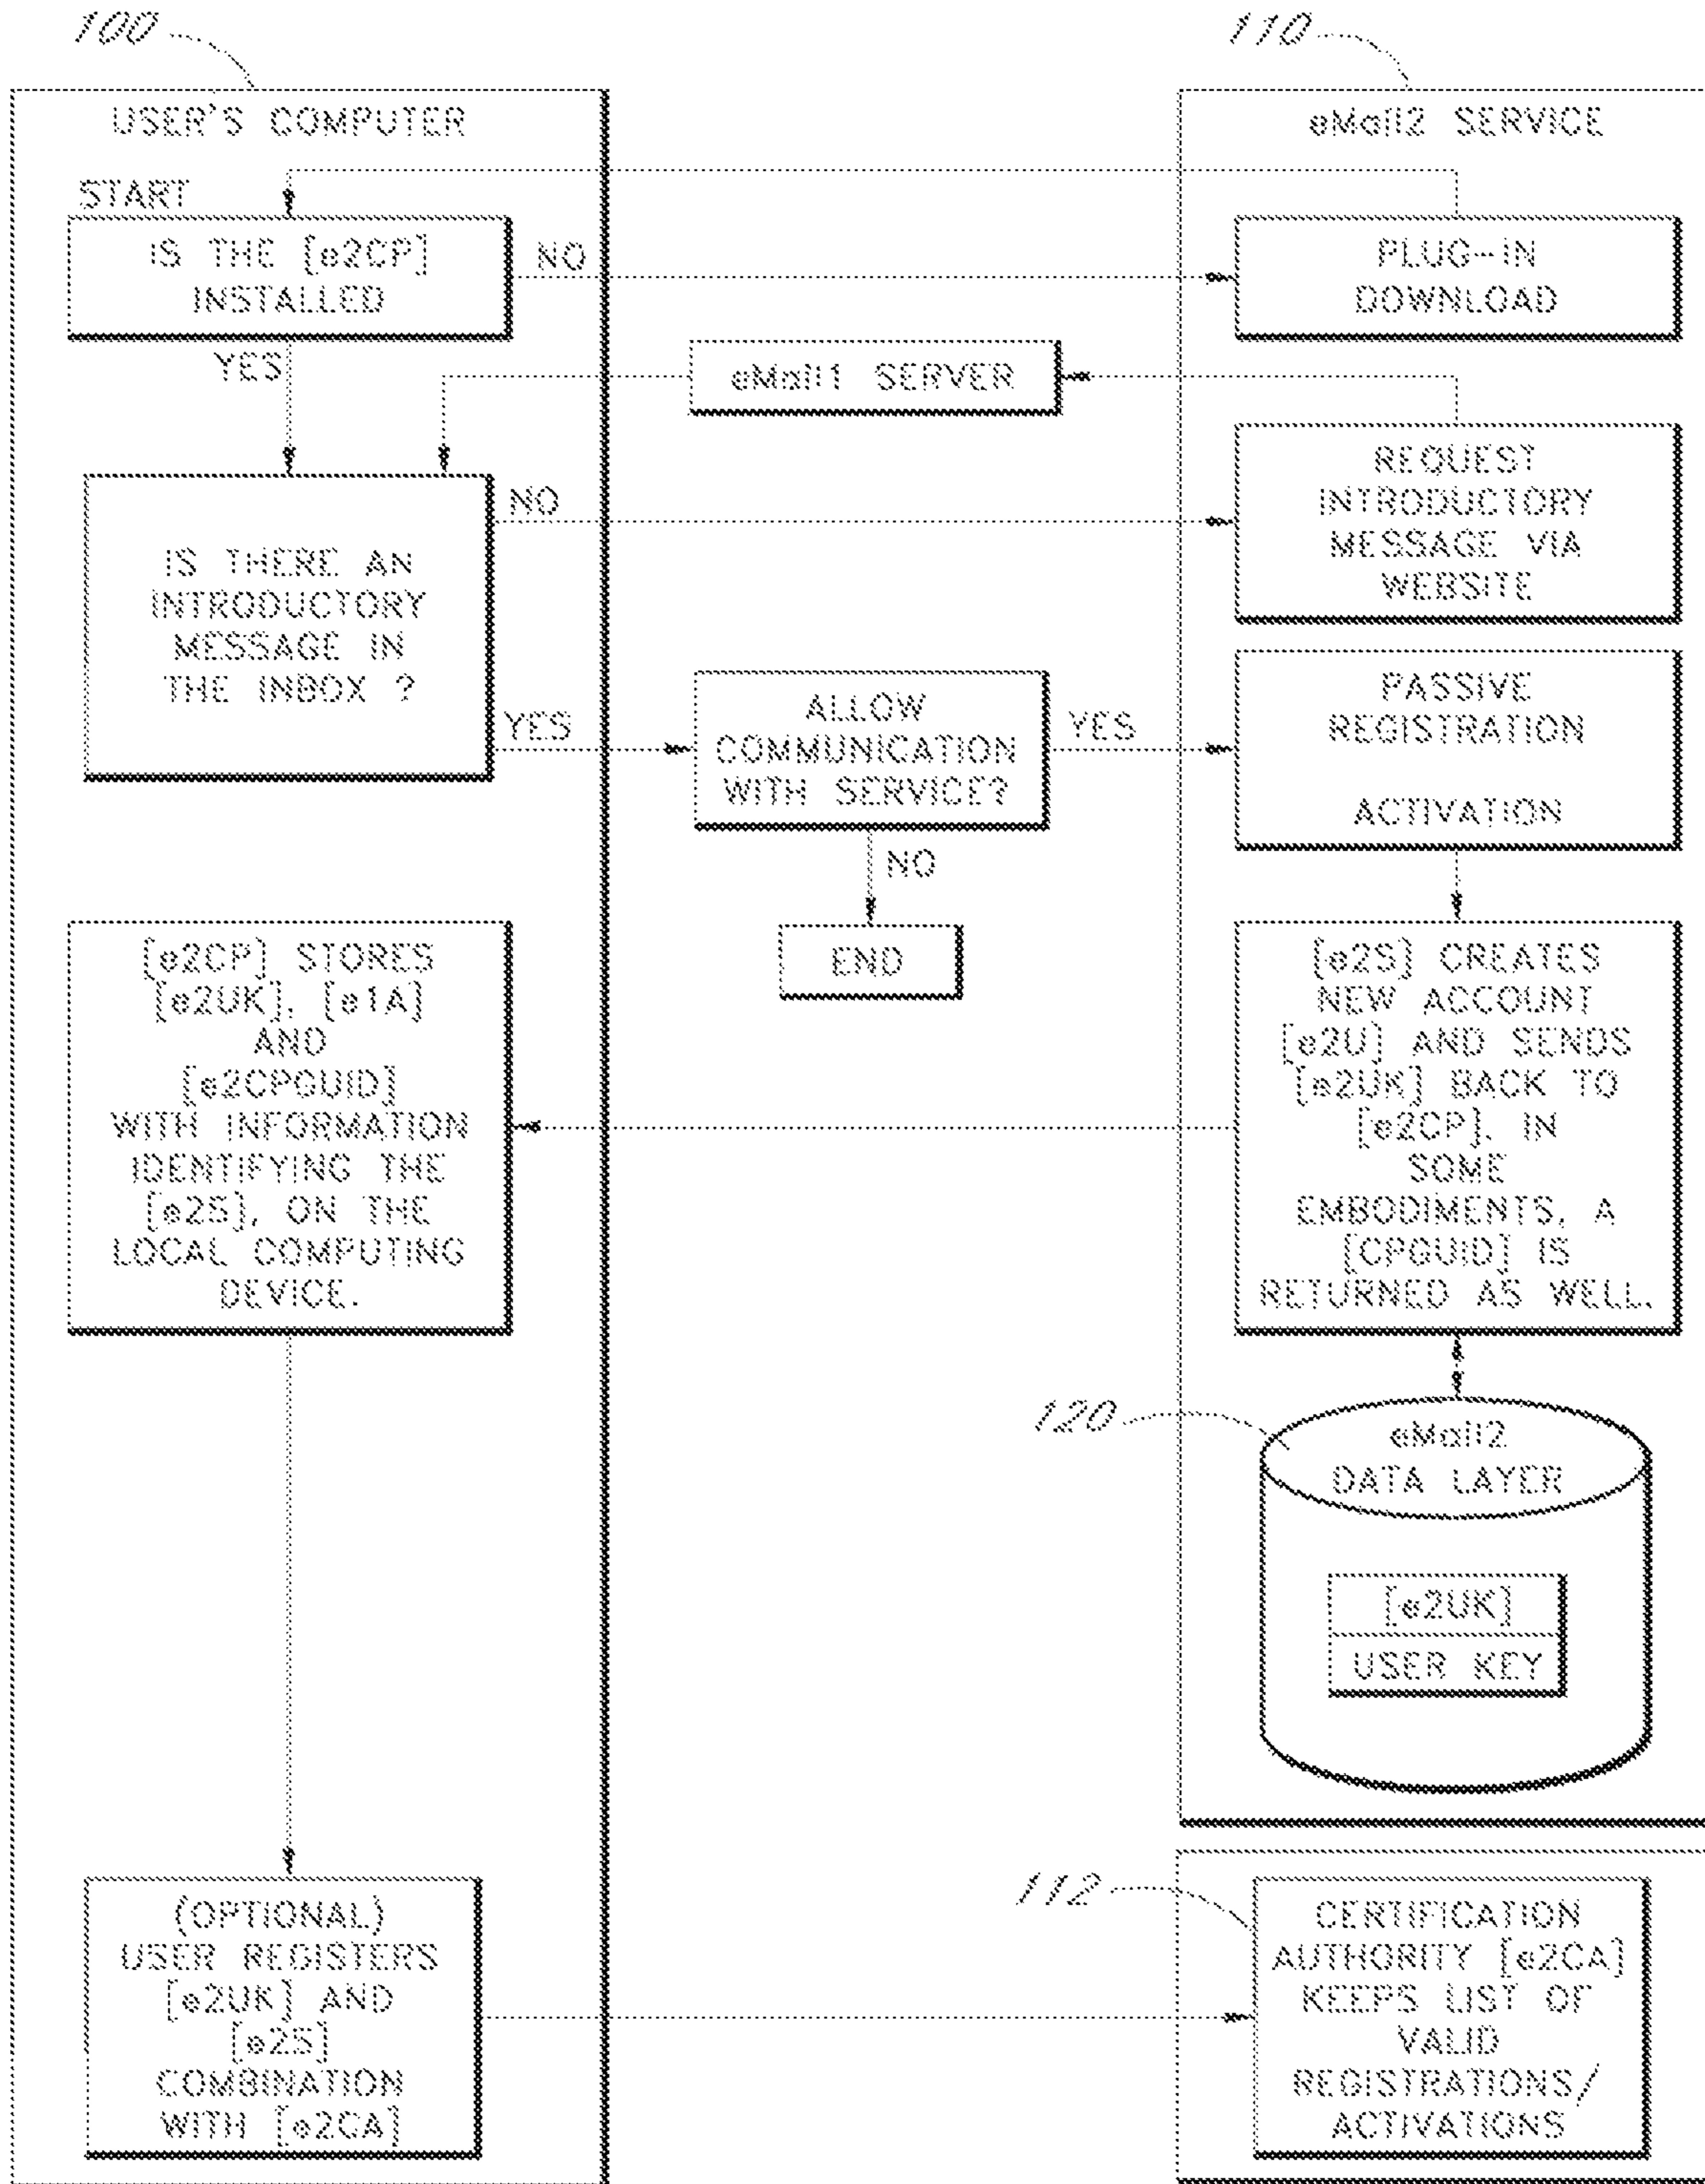 100
110
USER'S COMPUTER
eMail2 SERVICE
START
IS THE [e2CP]
INSTALLED
NO
PLUG-IN
DOWNLOAD
YES
eMail1 SERVER
REQUEST
INTRODUCTORY
MESSAGE VIA
WEBSITE
IS THERE AN
INTRODUCTORY
MESSAGE IN
THE INBOX ?
NO
YES
ALLOW
COMMUNICATION
WITH SERVICE?
YES
PASSIVE
REGISTRATION
ACTIVATION
NO
END
[e2CP] STORES
[e2UK], [e1A]
AND
[e2CPGUID]
WITH INFORMATION
IDENTIFYING THE
[e2S], ON THE
LOCAL COMPUTING
DEVICE.
[e2S] CREATES
NEW ACCOUNT
[e2U] AND SENDS
[e2UK] BACK TO
[e2CP]. IN
SOME
EMBODIMENTS, A
[CPGUID] IS
RETURNED AS WELL.
120
eMail2
DATA LAYER
[e2UK]
USER KEY
(OPTIONAL)
USER REGISTERS
[e2UK] AND
[e2S]
COMBINATION
WITH [e2CA]
112
CERTIFICATION
AUTHORITY [e2CA]
KEEPS LIST OF
VALID
REGISTRATIONS/
ACTIVATIONS